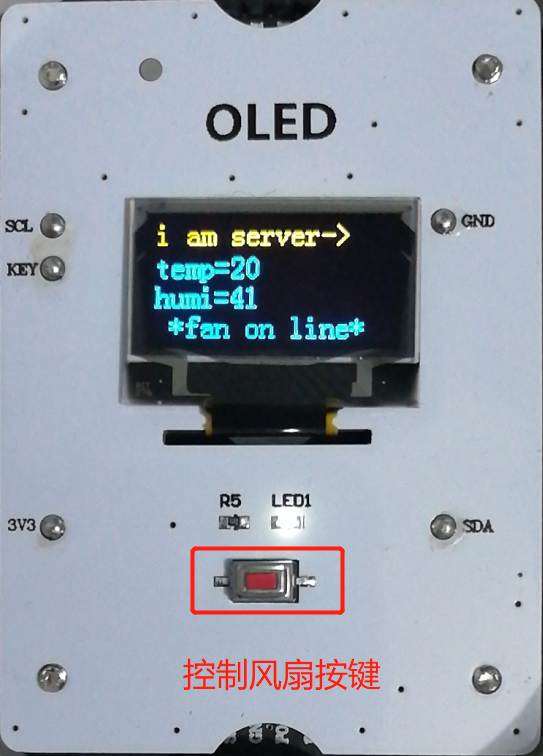 OLED
SCL
GND
i am server->
KEY
temp=20
humi=41
*fan on line*
R5 LED1
3V3
SDA
控制风扇按键